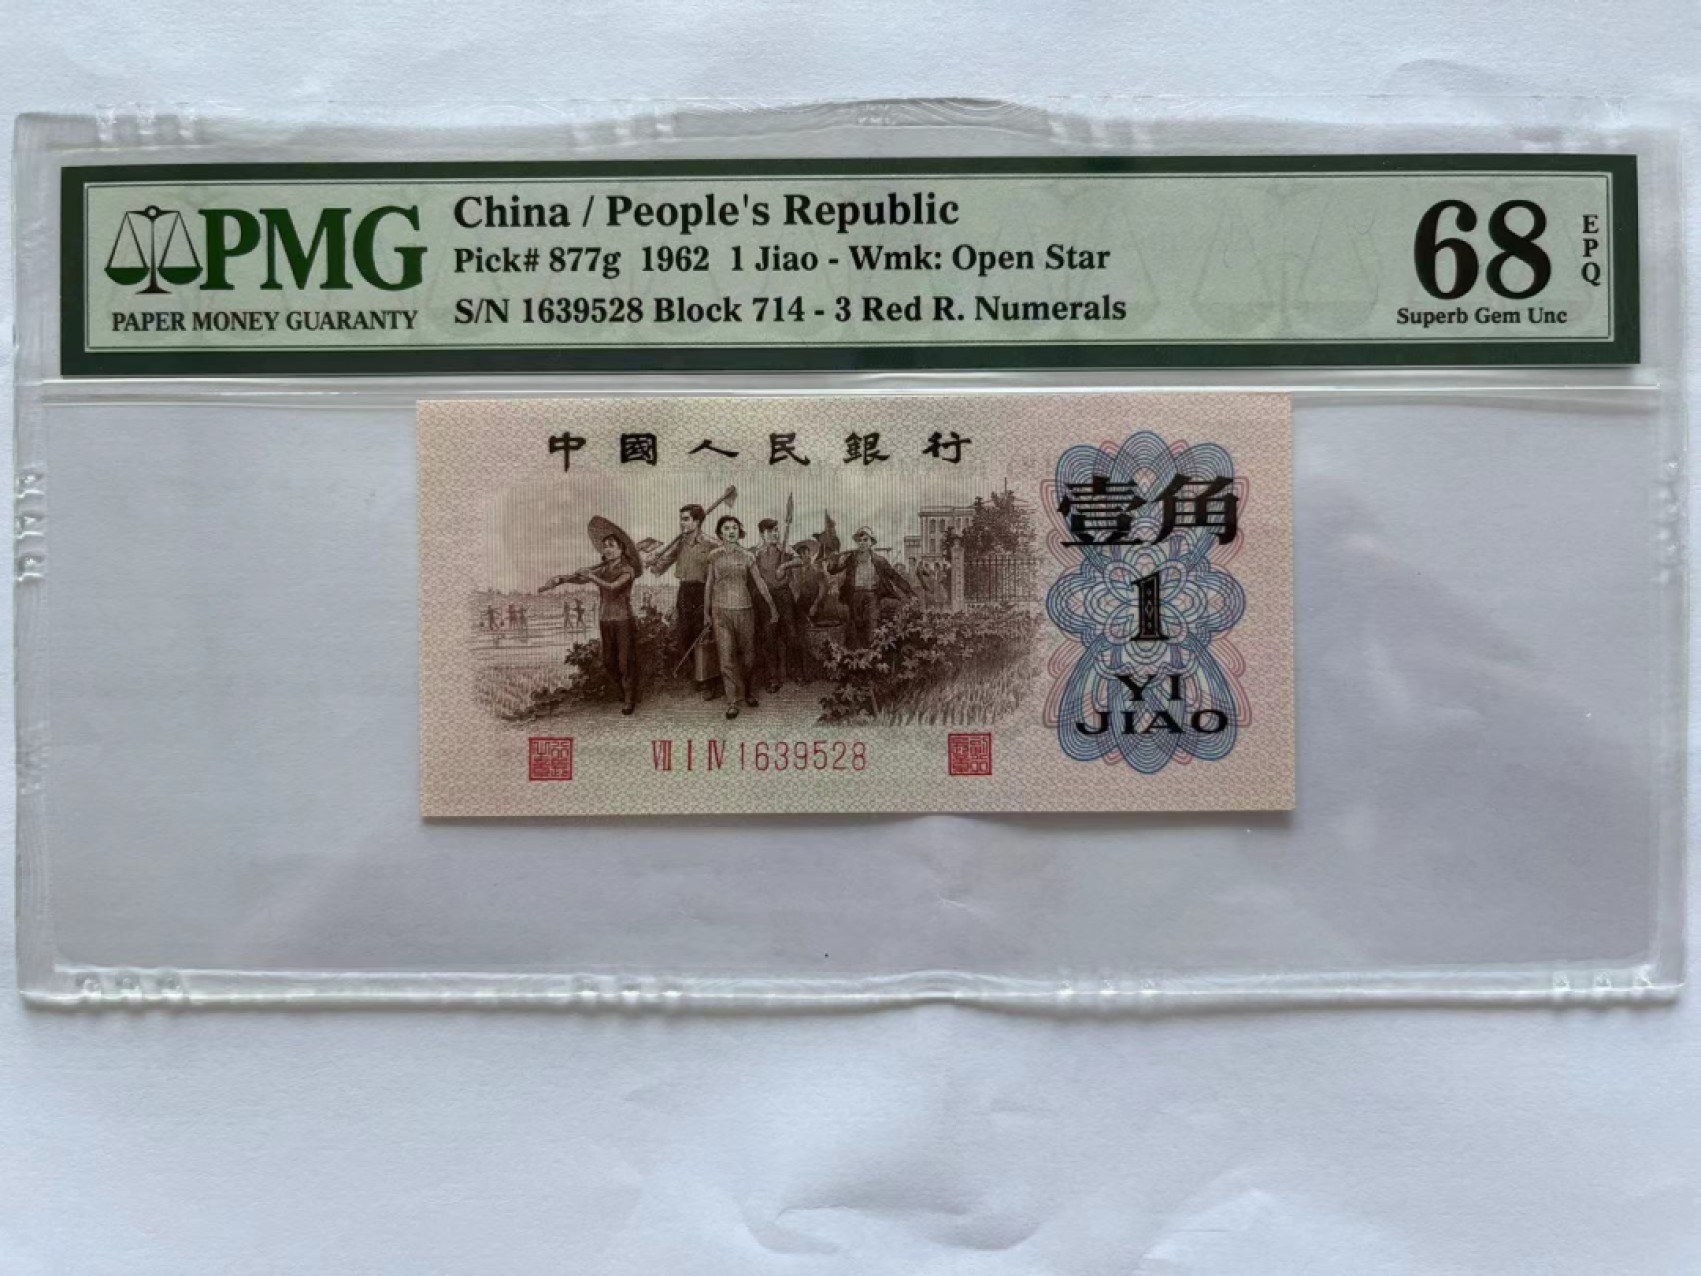 PMG
PAPER MONEY GUARANTY
China / People's Republic
Pick# 877g 1962 1 Jiao - Wmk: Open Star
S/N 1639528 Block 714 - 3 Red R. Numerals
68
EPQ
Superb Gem Unc
中國人民銀行
壹角
1
YI
JIAO
VII I IV 1639528